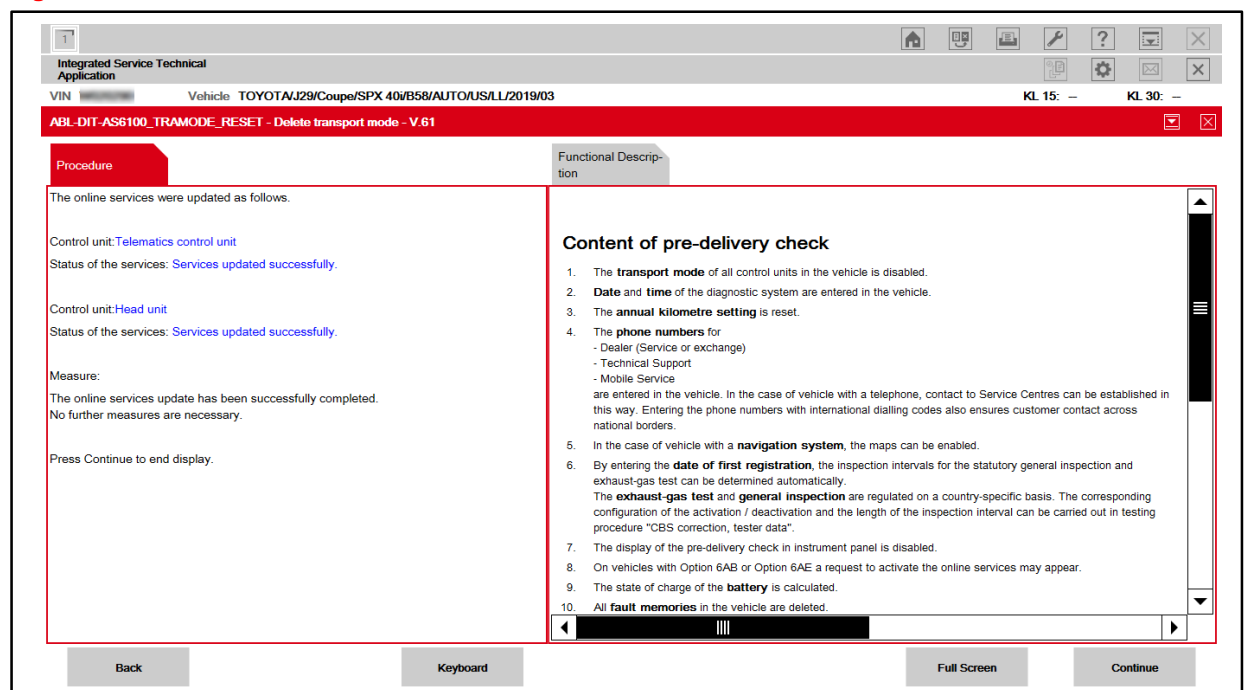 1
Integrated Service Technical
Application
VIN Vehicle TOYOTA/J29/Coupe/SPX 40i/B58/AUTO/US/LL/2019/03 KL 15: -- KL 30: --
ABL-DIT-AS6100_TRAMODE_RESET - Delete transport mode - V.61
Procedure
Functional Descrip-
tion
The online services were updated as follows.
Control unit:Telematics control unit
Status of the services: Services updated successfully.
Control unit:Head unit
Status of the services: Services updated successfully.
Measure:
The online services update has been successfully completed.
No further measures are necessary.
Press Continue to end display.
Content of pre-delivery check
1. The transport mode of all control units in the vehicle is disabled.
2. Date and time of the diagnostic system are entered in the vehicle.
3. The annual kilometre setting is reset.
4. The phone numbers for
- Dealer (Service or exchange)
- Technical Support
- Mobile Service
are entered in the vehicle. In the case of vehicle with a telephone, contact to Service Centres can be established in
this way. Entering the phone numbers with international dialling codes also ensures customer contact across
national borders.
5. In the case of vehicle with a navigation system, the maps can be enabled.
6. By entering the date of first registration, the inspection intervals for the statutory general inspection and
exhaust-gas test can be determined automatically.
The exhaust-gas test and general inspection are regulated on a country-specific basis. The corresponding
configuration of the activation / deactivation and the length of the inspection interval can be carried out in testing
procedure "CBS correction, tester data".
7. The display of the pre-delivery check in instrument panel is disabled.
8. On vehicles with Option 6AB or Option 6AE a request to activate the online services may appear.
9. The state of charge of the battery is calculated.
10. All fault memories in the vehicle are deleted.
Back
Keyboard
Full Screen
Continue